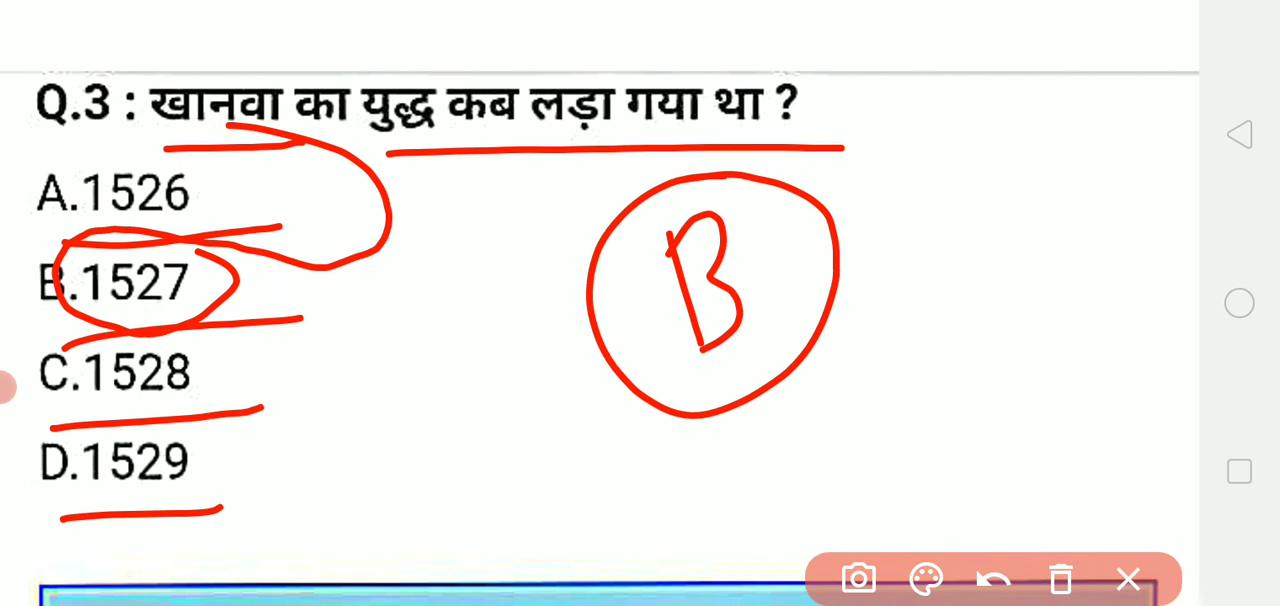 Q.3 : खानवा का युद्ध कब लड़ा गया था ?
A.1526
B.1527
C.1528
D.1529
B